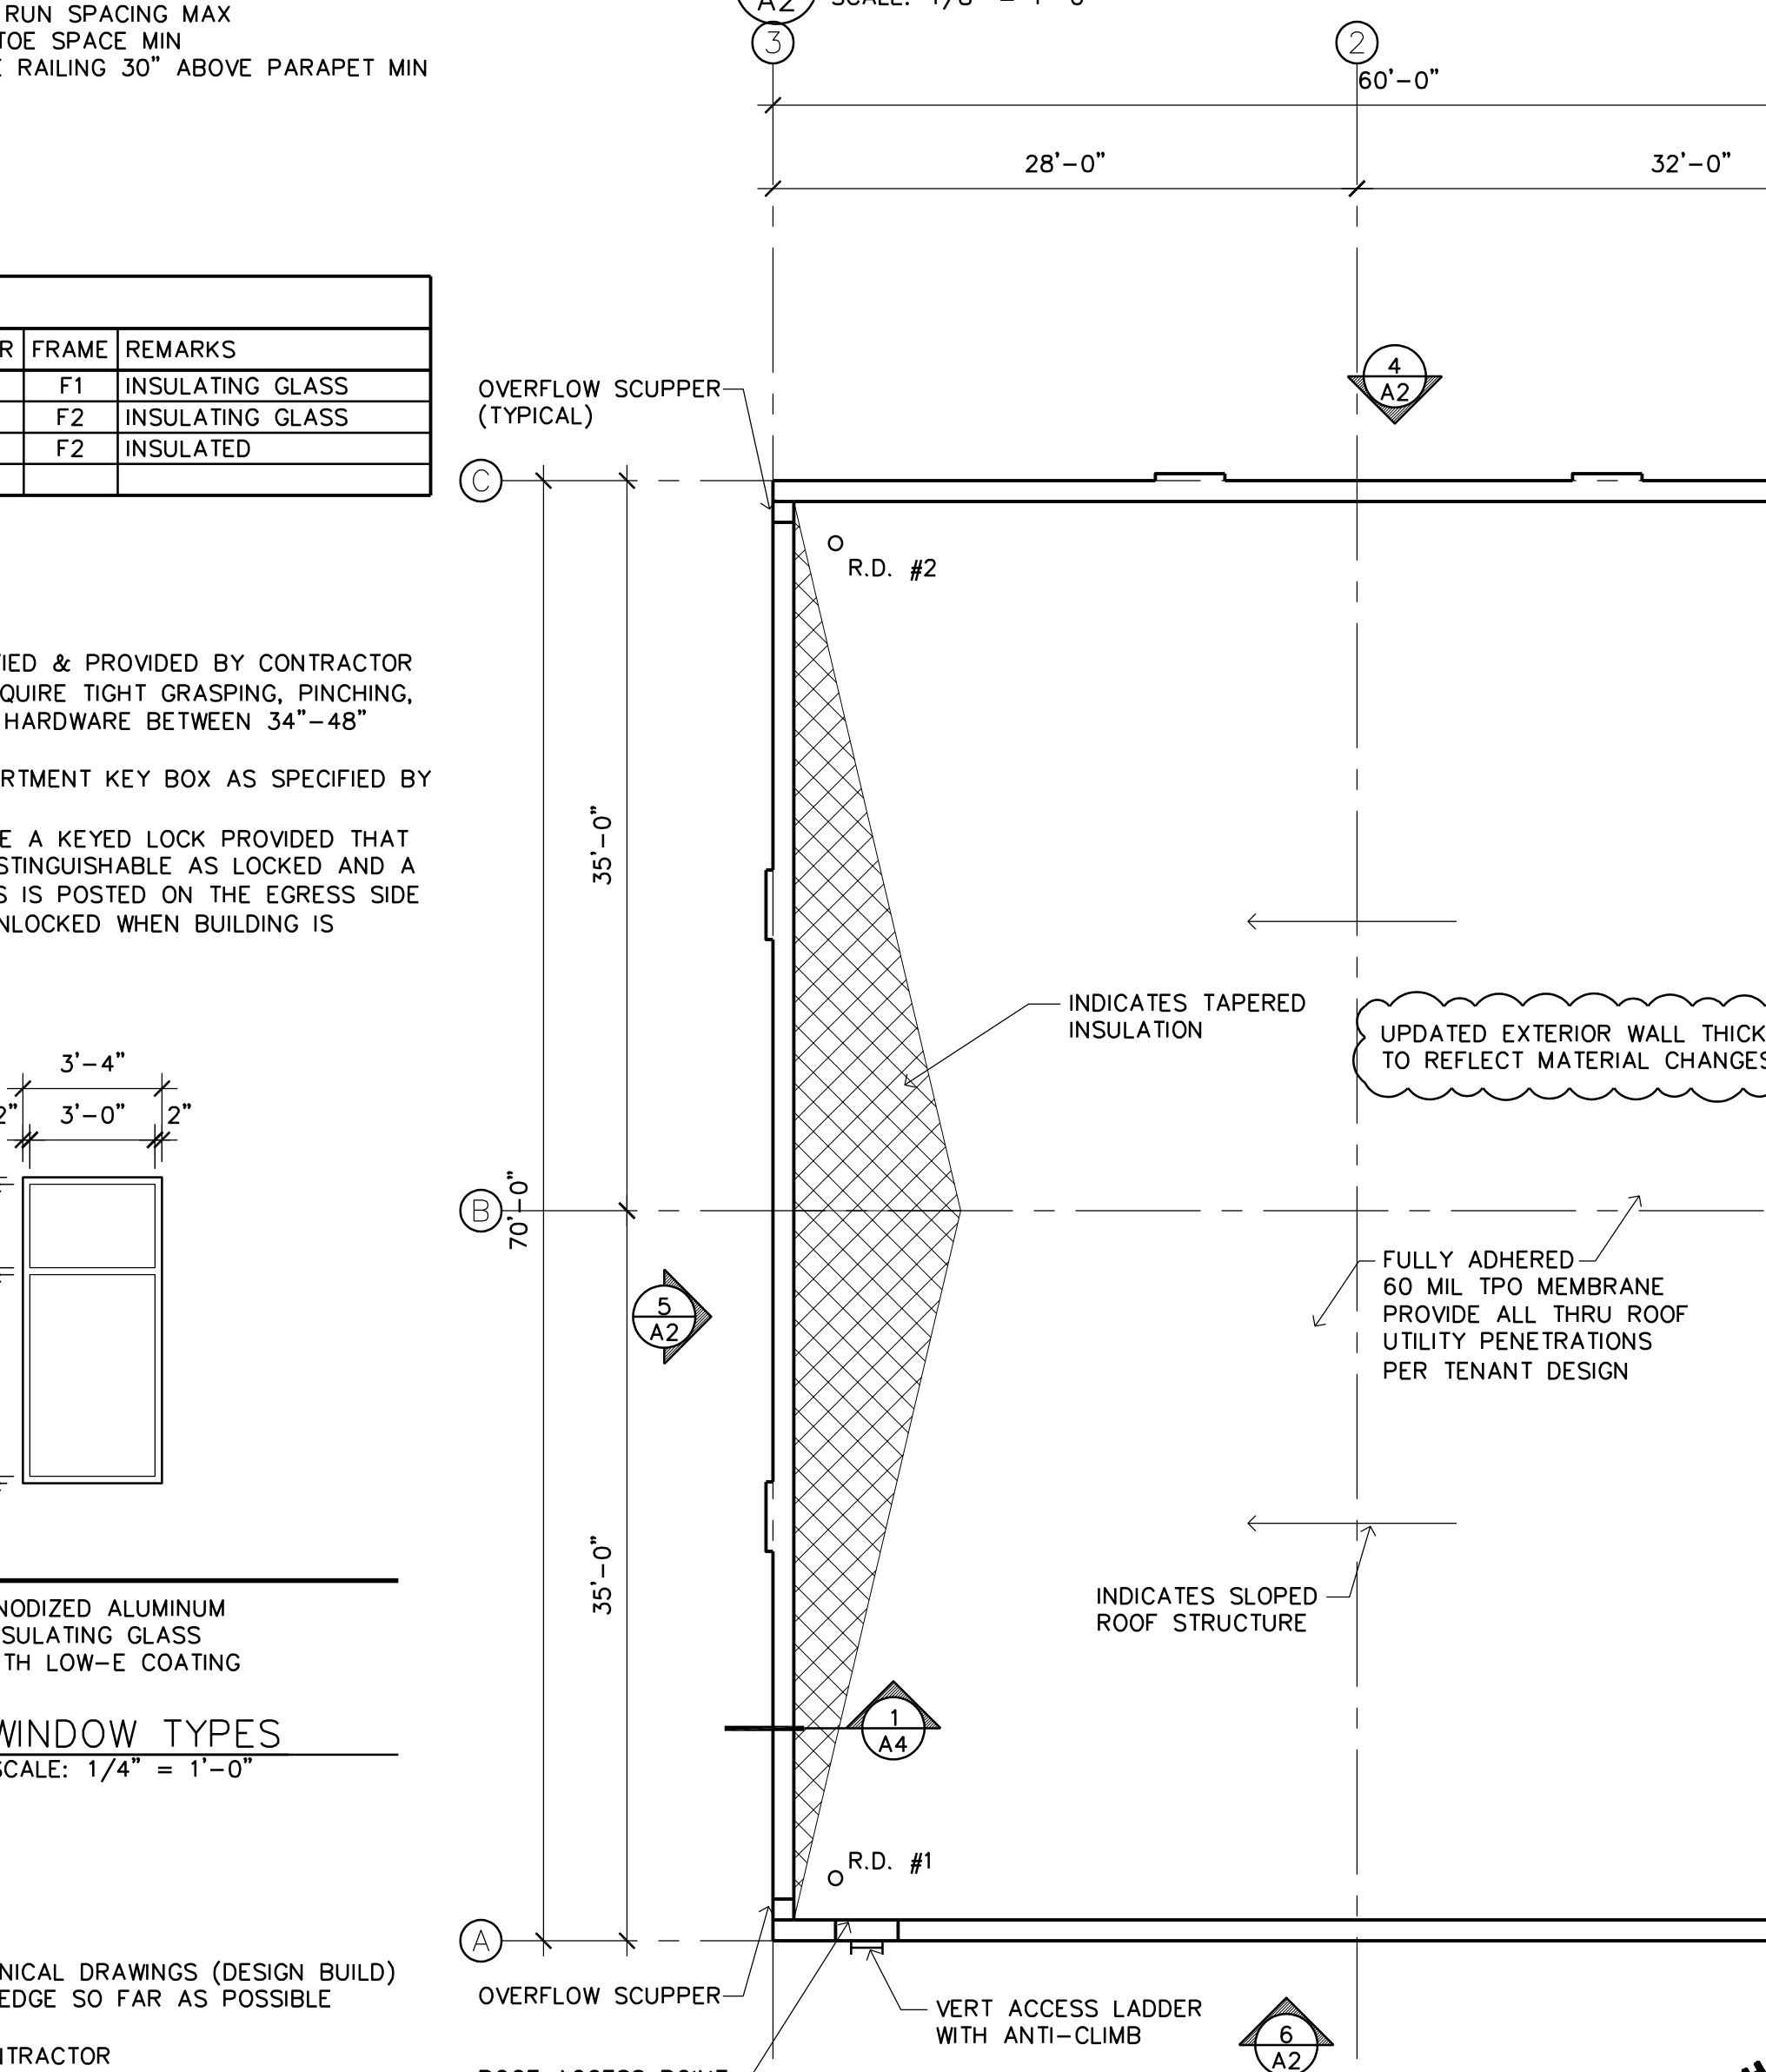 RUN SPACING MAX
TOE SPACE MIN
RAILING 30" ABOVE PARAPET MIN
A2
3
2
60'-0"
28'-0"
32'-0"
FRAME REMARKS
F1 INSULATING GLASS
F2 INSULATING GLASS
F2 INSULATED
OVERFLOW SCUPPER
(TYPICAL)
4
A2
C
R.D. #2
& PROVIDED BY CONTRACTOR
TIGHT GRASPING, PINCHING,
HARDWARE BETWEEN 34"-48"
KEY BOX AS SPECIFIED BY
A KEYED LOCK PROVIDED THAT
AS LOCKED AND A
IS POSTED ON THE EGRESS SIDE
WHEN BUILDING IS
35'-0"
INDICATES TAPERED
INSULATION
UPDATED EXTERIOR WALL THICK
TO REFLECT MATERIAL CHANGES
3'-4"
2" 3'-0" 2"
B
70'-0"
5
A2
FULLY ADHERED
60 MIL TPO MEMBRANE
PROVIDE ALL THRU ROOF
UTILITY PENETRATIONS
PER TENANT DESIGN
35'-0"
INDICATES SLOPED
ROOF STRUCTURE
NODIZED ALUMINUM
SULATING GLASS
TH LOW-E COATING
WINDOW TYPES
SCALE: 1/4" = 1'-0"
1
A4
R.D. #1
A
NICAL DRAWINGS (DESIGN BUILD)
EDGE SO FAR AS POSSIBLE
NTRACTOR
OVERFLOW SCUPPER
VERT ACCESS LADDER
WITH ANTI-CLIMB
6
A2